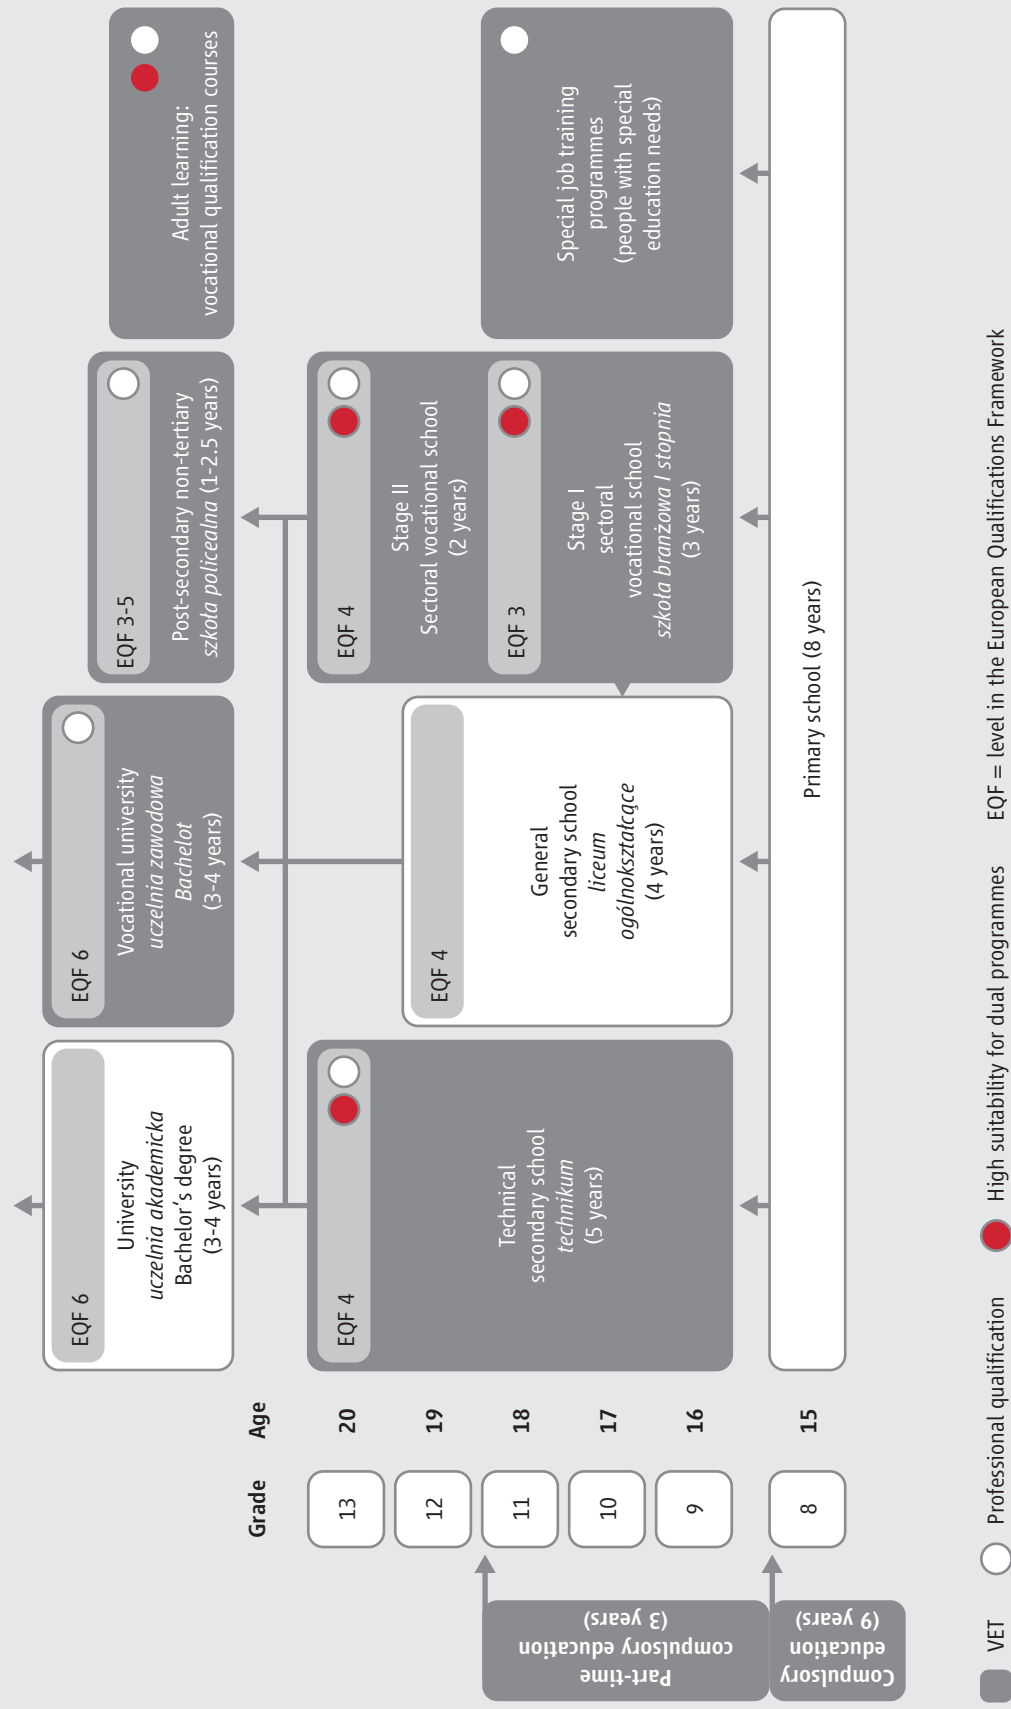 EQF 6
University
uczelnia akademicka
Bachelor´s degree
(3-4 years)
EQF 6
Vocational university
uczelnia zawodowa
Bachelot
(3-4 years)
EQF 3-5
Post-secondary non-tertiary
szkoła policealna (1-2.5 years)
Adult learning:
vocational qualification courses
Grade
Age
13
20
12
19
11
18
10
17
9
16
8
15
EQF 4
Technical
secondary school
technikum
(5 years)
EQF 4
General
secondary school
liceum
ogólnokształcące
(4 years)
EQF 4
Stage II
Sectoral vocational school
(2 years)
EQF 3
Stage I
sectoral
vocational school
szkoła branżowa I stopnia
(3 years)
Special job training
programmes
(people with special
education needs)
Primary school (8 years)
Part-time
compulsory education
(3 years)
Compulsory
education
(9 years)
VET
Professional qualification
High suitability for dual programmes
EQF = level in the European Qualifications Framework